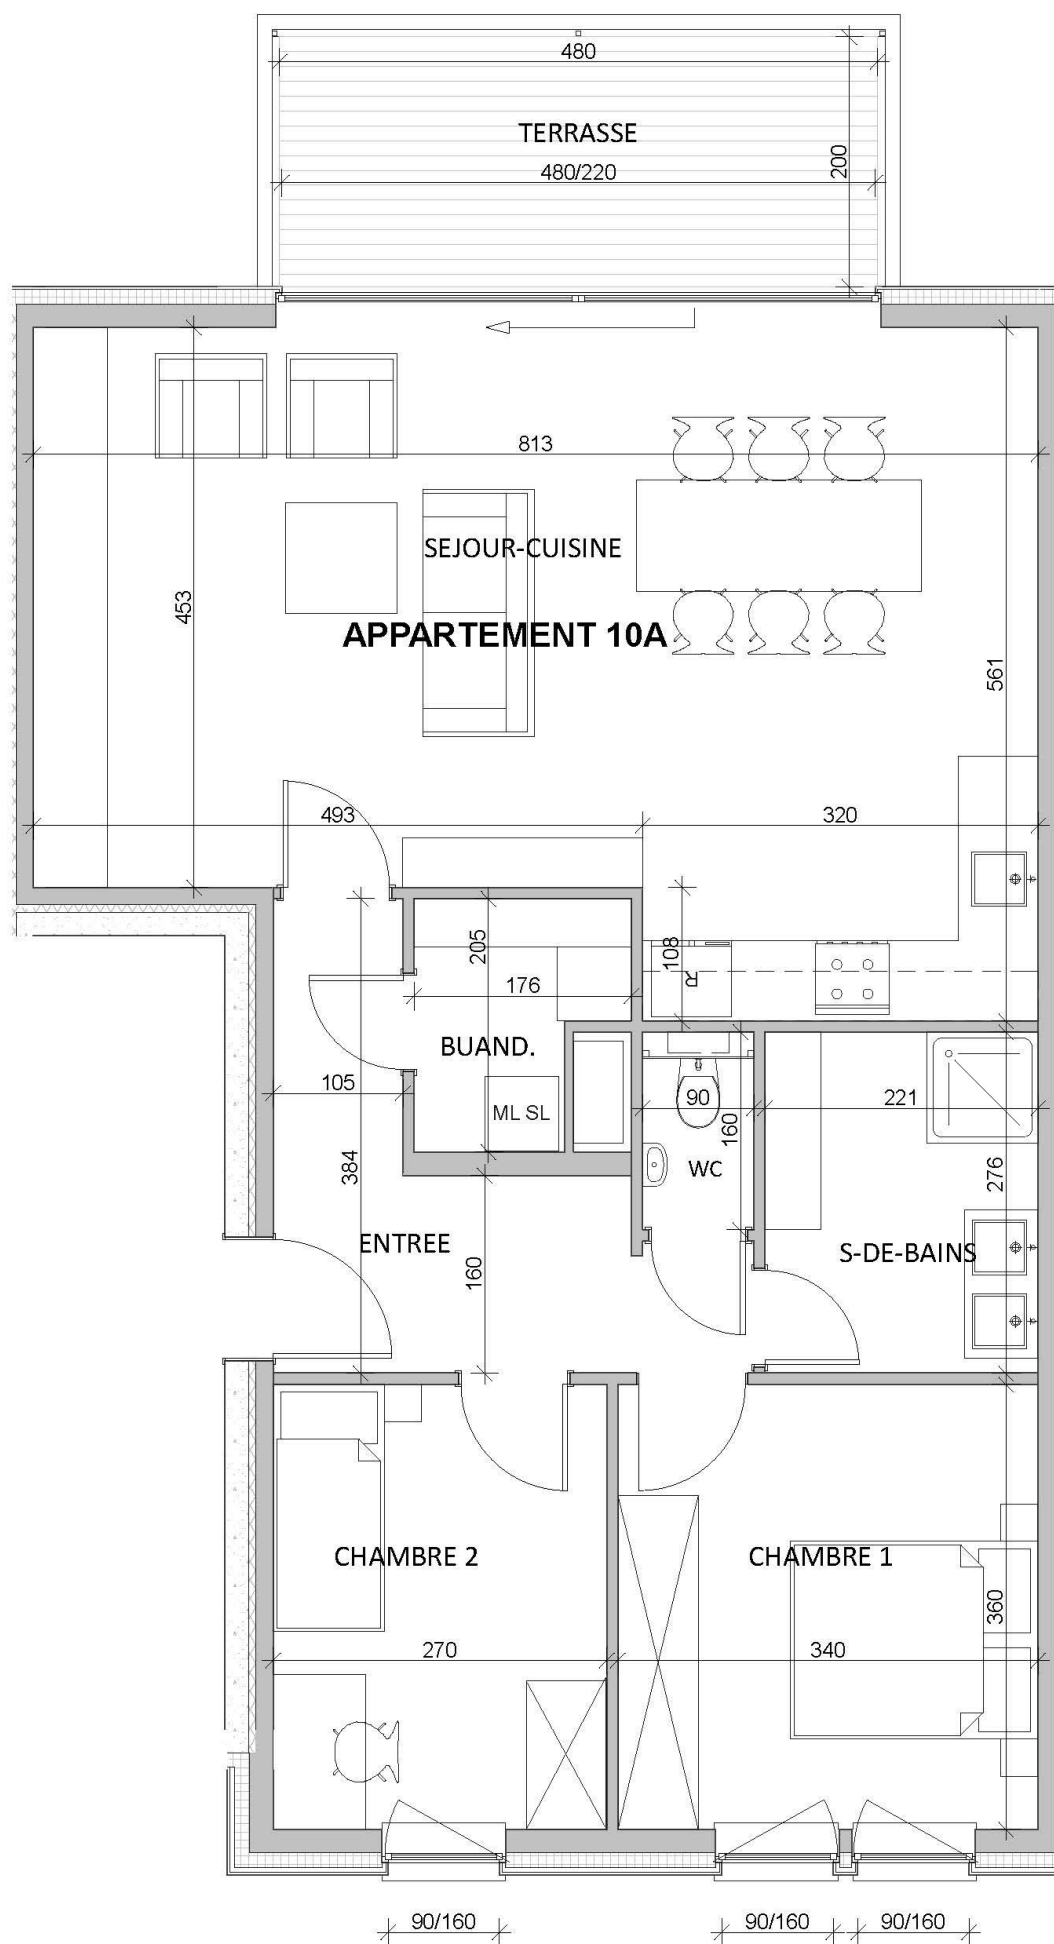 480
TERRASSE
200
480/220
813
SEJOUR-CUISINE
453
APPARTEMENT 10A
561
493
320
205
108
176
R
BUAND.
105
90
221
ML SL
160
384
WC
276
ENTREE
S-DE-BAINS
160
CHAMBRE 2
CHAMBRE 1
360
270
340
90/160
90/160
90/160